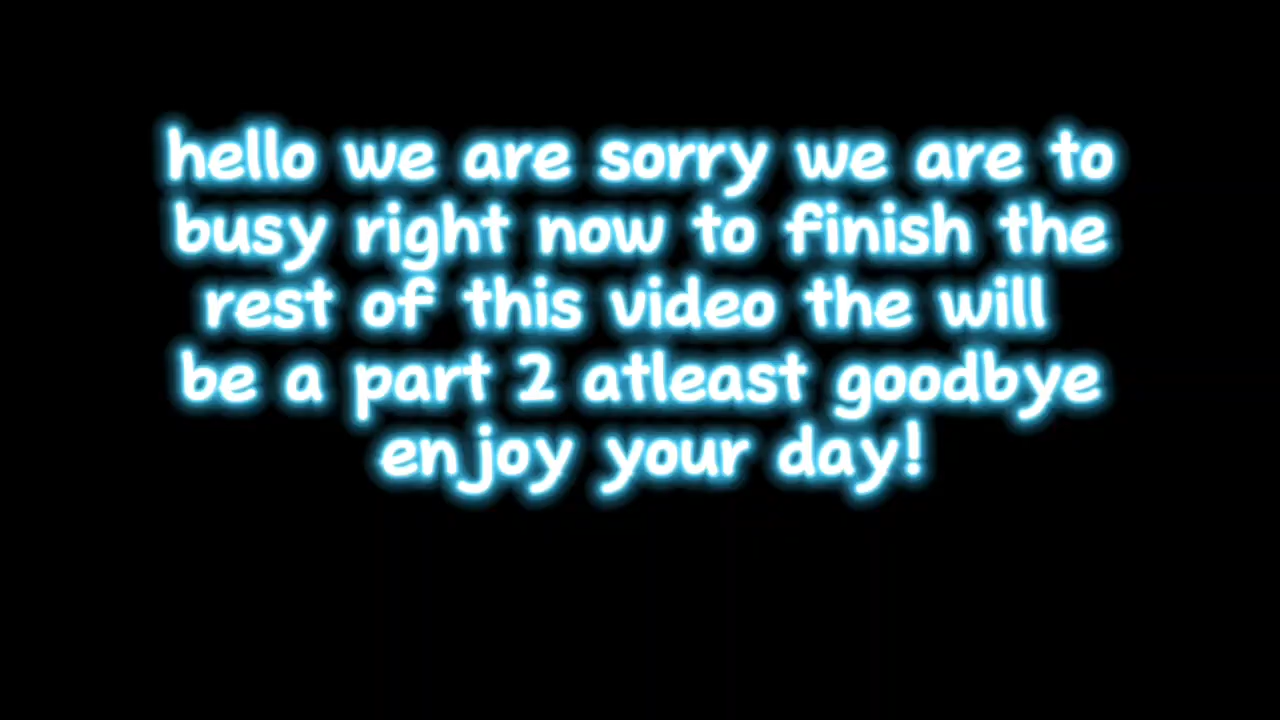 hello we are sorry we are to
busy right now to finish the
rest of this video the will
be a part 2 atleast goodbye
enjoy your day!